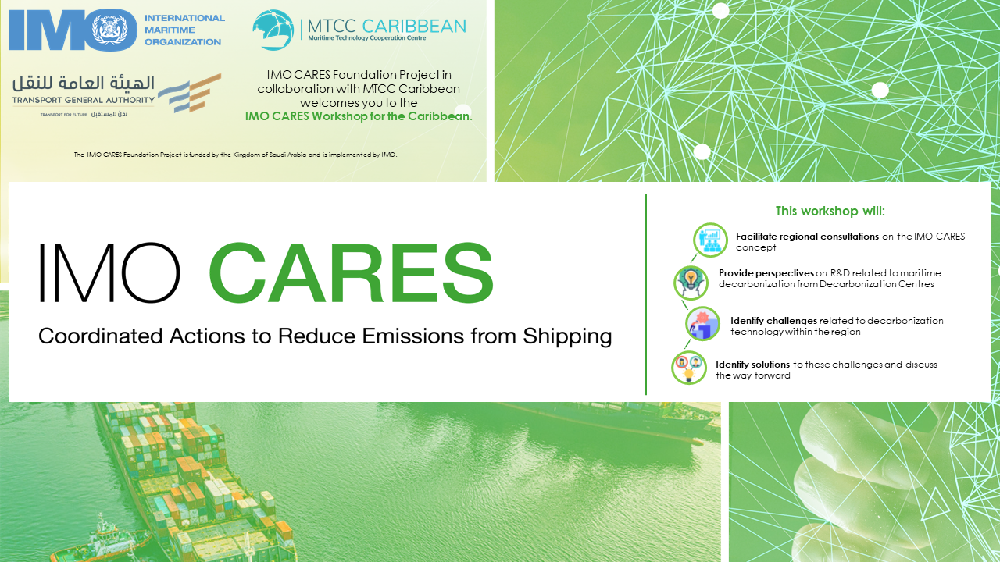 IMO
INTERNATIONAL
MARITIME
ORGANIZATION
MTCC CARIBBEAN
Maritime Technology Cooperation Centre
الهيئة العامة للنقل
TRANSPORT GENERAL AUTHORITY
TRANSPORT FOR FUTURE نقل للمستقبل
IMO CARES Foundation Project in
collaboration with MTCC Caribbean
welcomes you to the
IMO CARES Workshop for the Caribbean.
The IMO CARES Foundation Project is funded by the Kingdom of Saudi Arabia and is implemented by IMO.
IMO CARES
Coordinated Actions to Reduce Emissions from Shipping
This workshop will:
Facilitate regional consultations on the IMO CARES
concept
Provide perspectives on R&D related to maritime
decarbonization from Decarbonization Centres
Identify challenges related to decarbonization
technology within the region
Identify solutions to these challenges and discuss
the way forward